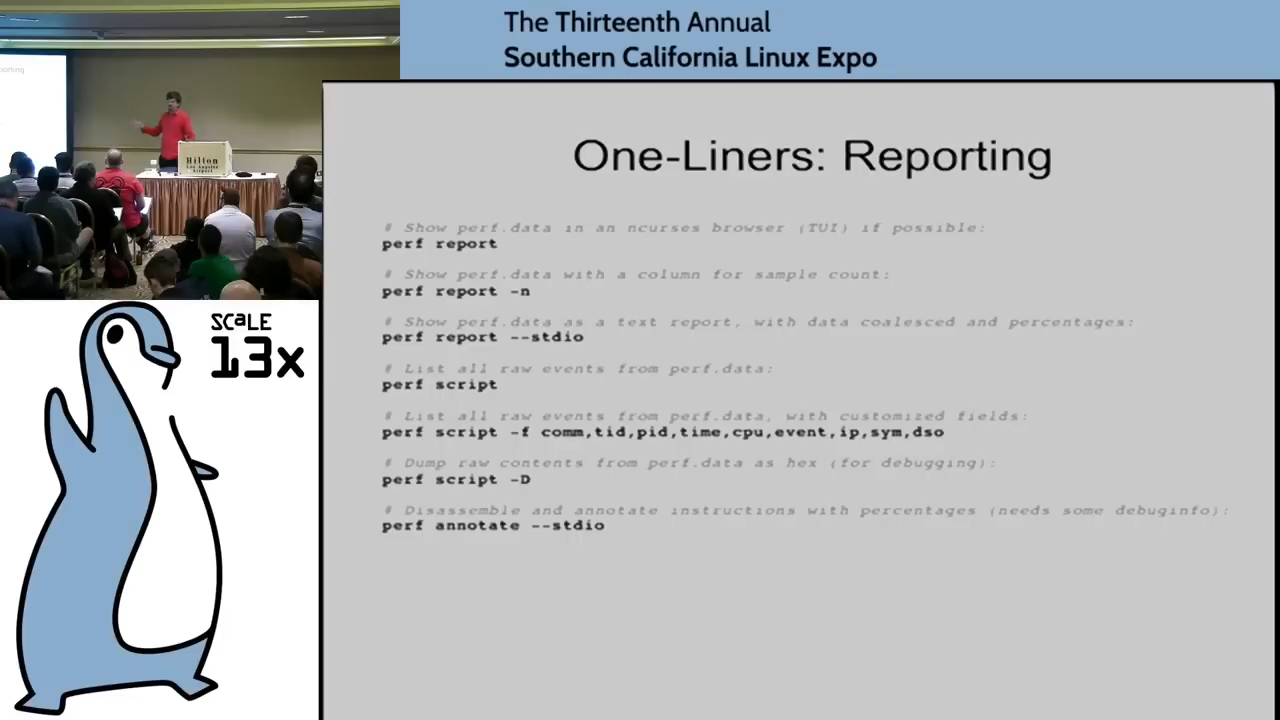 The Thirteenth Annual
Southern California Linux Expo
porting
Hilton
Los Angeles
Airport
SCaLE
13x
One-Liners: Reporting
# Show perf.data in an ncurses browser (TUI) if possible:
perf report
# Show perf.data with a column for sample count:
perf report -n
# Show perf.data as a text report, with data coalesced and percentages:
perf report --stdio
# List all raw events from perf.data:
perf script
# List all raw events from perf.data, with customized fields:
perf script -f comm,tid,pid,time,cpu,event,ip,sym,dso
# Dump raw contents from perf.data as hex (for debugging):
perf script -D
# Disassemble and annotate instructions with percentages (needs some debuginfo):
perf annotate --stdio